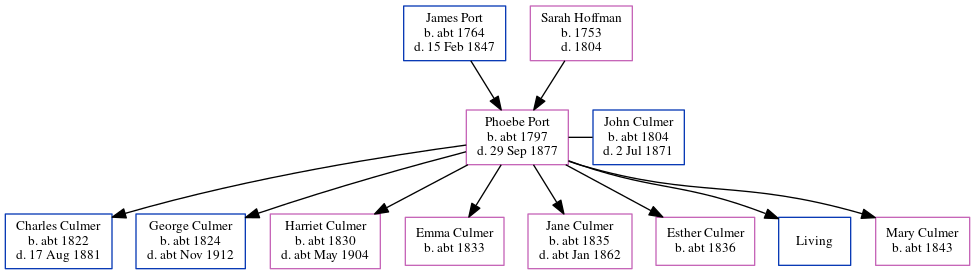 James Port
b. abt 1764
d. 15 Feb 1847
Sarah Hoffman
b. 1753
d. 1804
Phoebe Port
b. abt 1797
d. 29 Sep 1877
John Culmer
b. abt 1804
d. 2 Jul 1871
Charles Culmer
b. abt 1822
d. 17 Aug 1881
George Culmer
b. abt 1824
d. abt Nov 1912
Harriet Culmer
b. abt 1830
d. abt May 1904
Emma Culmer
b. abt 1833
Jane Culmer
b. abt 1835
d. abt Jan 1862
Esther Culmer
b. abt 1836
Living
Mary Culmer
b. abt 1843